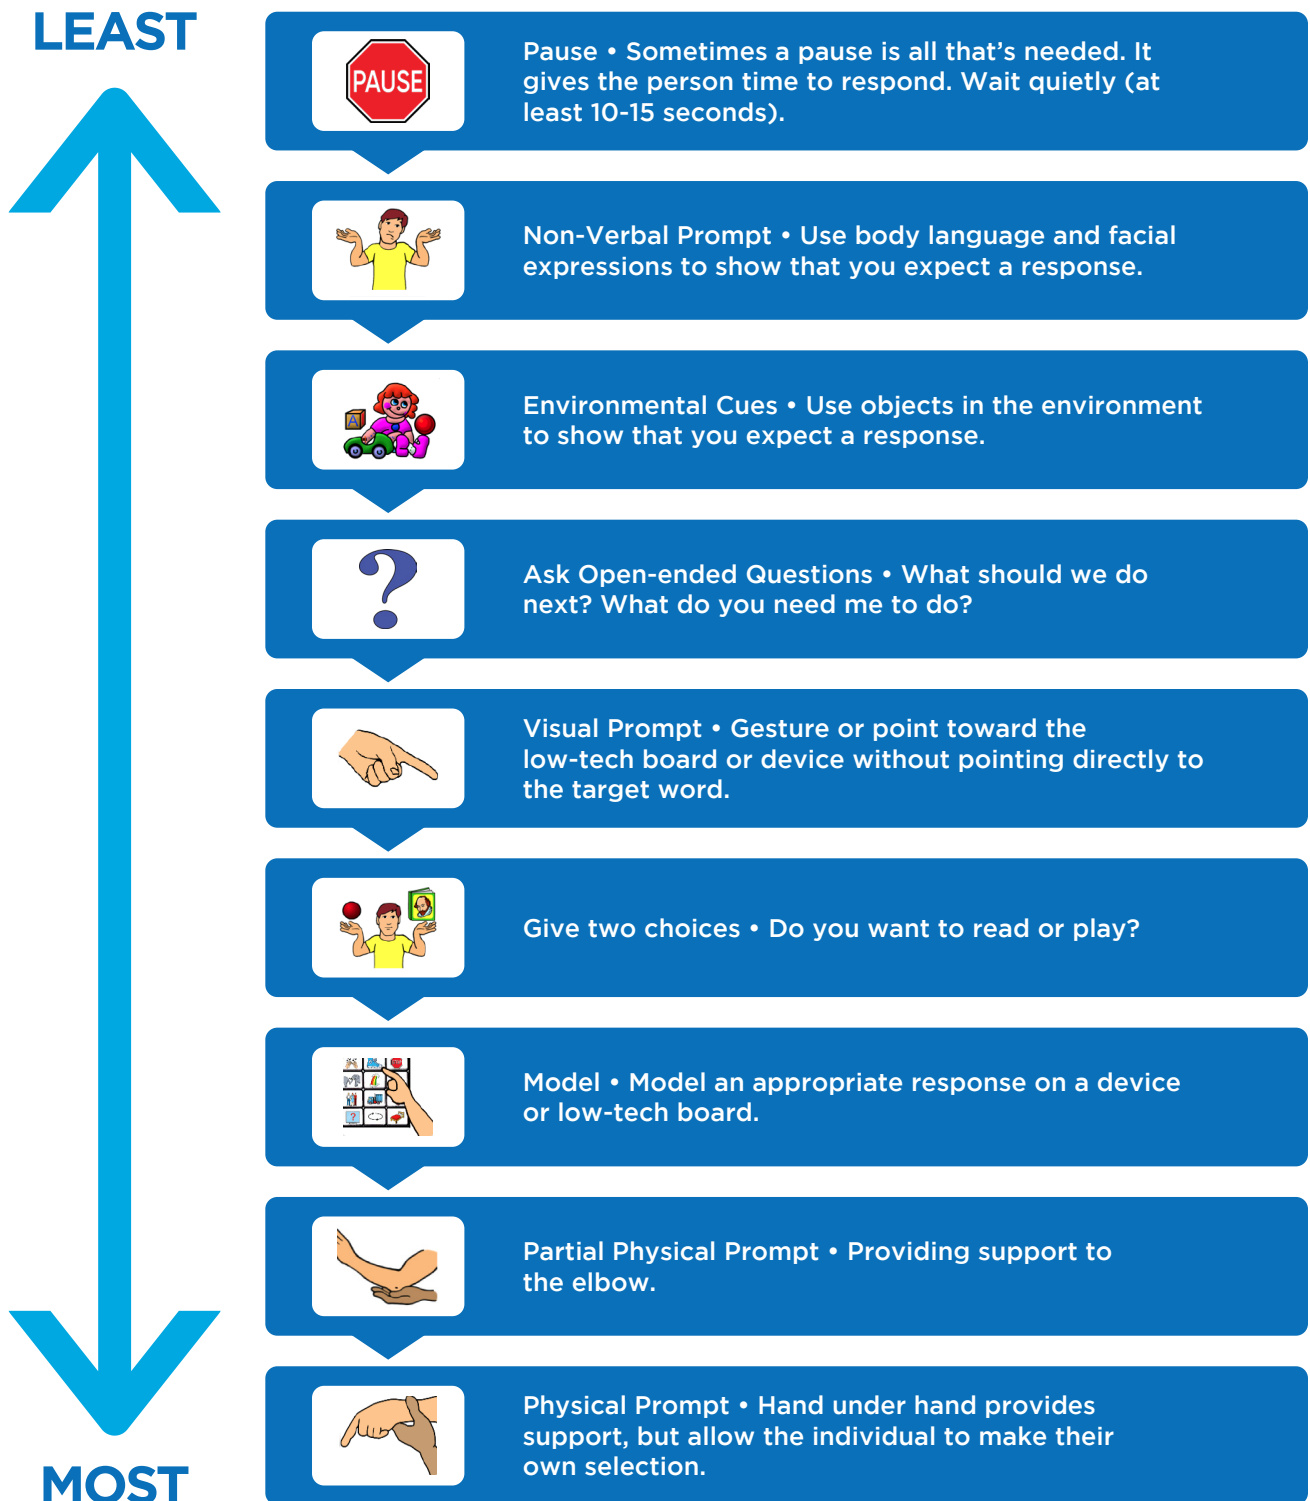 LEAST
PAUSE
Pause • Sometimes a pause is all that's needed. It
gives the person time to respond. Wait quietly (at
least 10-15 seconds).
Non-Verbal Prompt • Use body language and facial
expressions to show that you expect a response.
A
Environmental Cues • Use objects in the environment
to show that you expect a response.
?
Ask Open-ended Questions • What should we do
next? What do you need me to do?
Visual Prompt • Gesture or point toward the
low-tech board or device without pointing directly to
the target word.
Give two choices • Do you want to read or play?
?
Model • Model an appropriate response on a device
or low-tech board.
Partial Physical Prompt • Providing support to
the elbow.
Physical Prompt • Hand under hand provides
support, but allow the individual to make their
own selection.
MOST